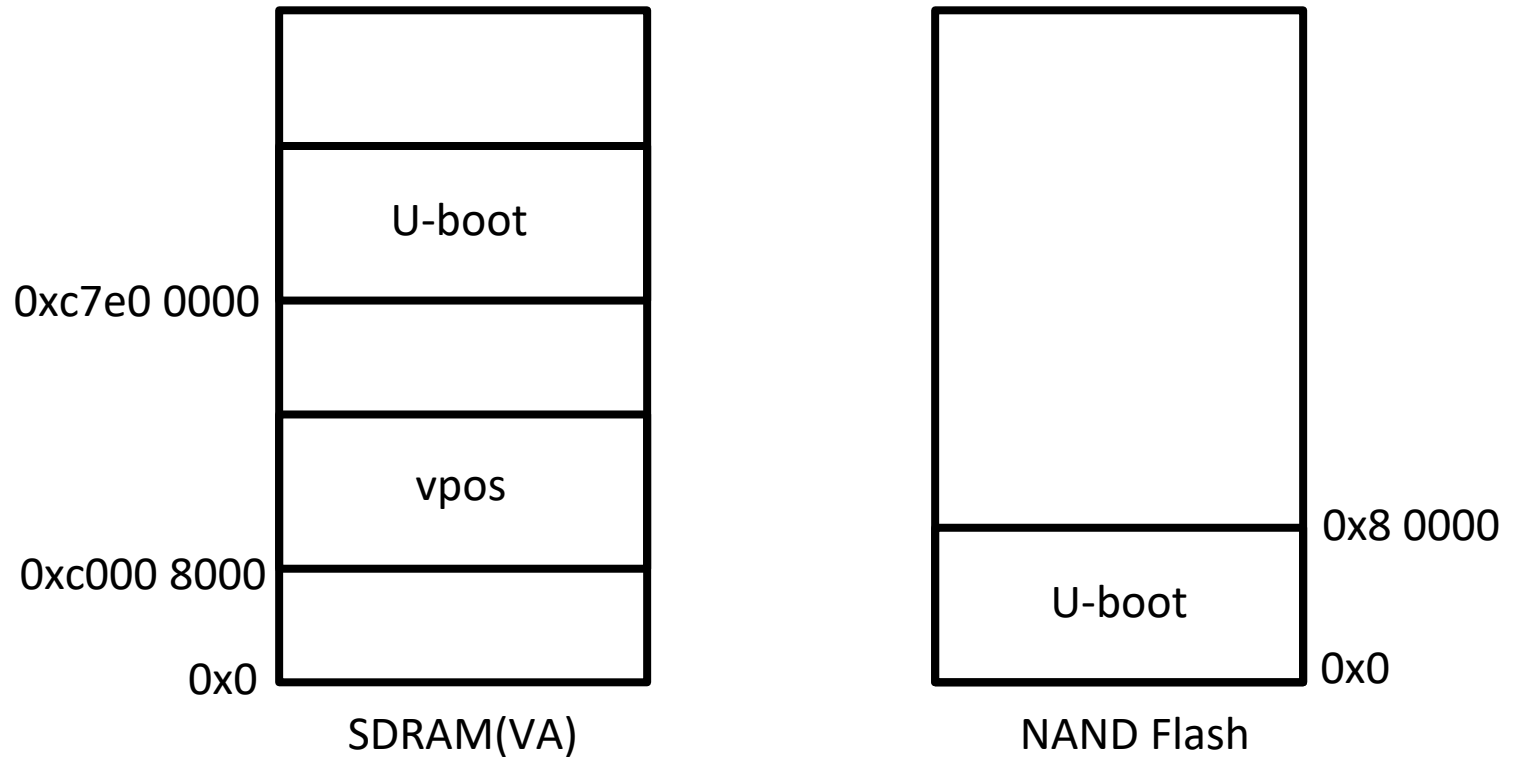 U-boot
0xc7e0 0000
vpos
0xc000 8000
0x0
SDRAM(VA)
0x8 0000
U-boot
0x0
NAND Flash